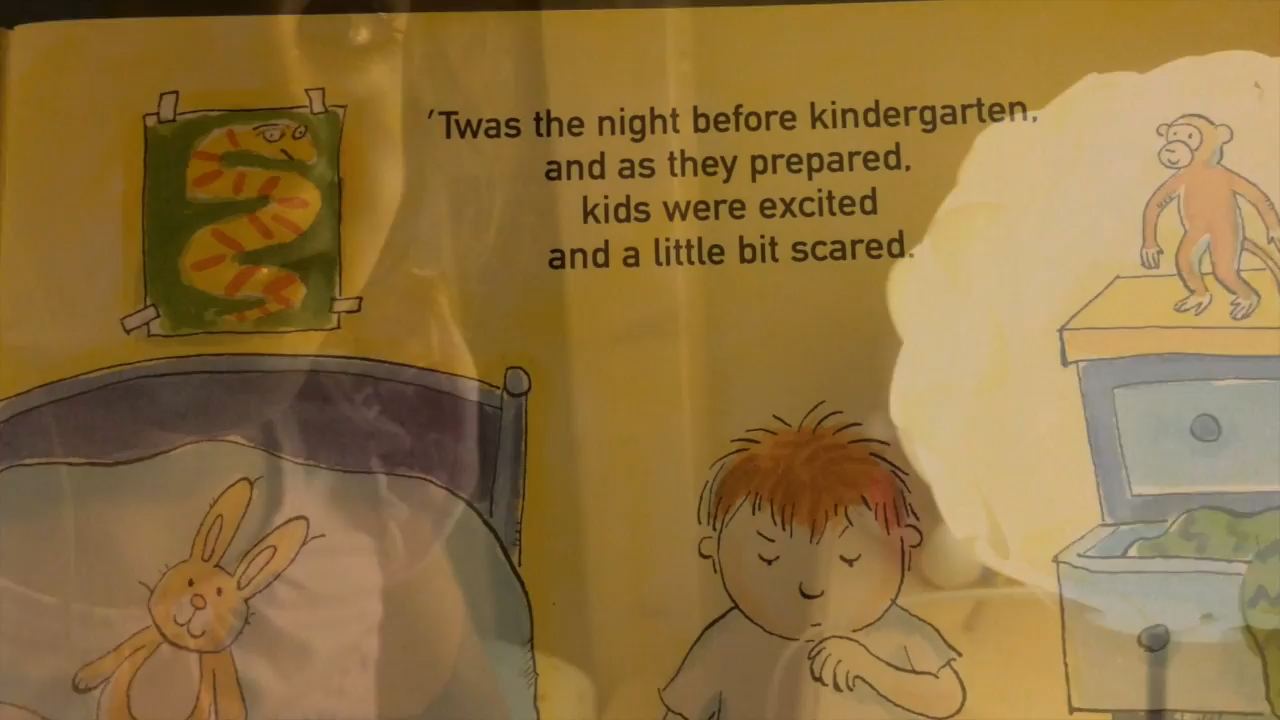 ’Twas the night before kindergarten,
and as they prepared,
kids were excited
and a little bit scared.